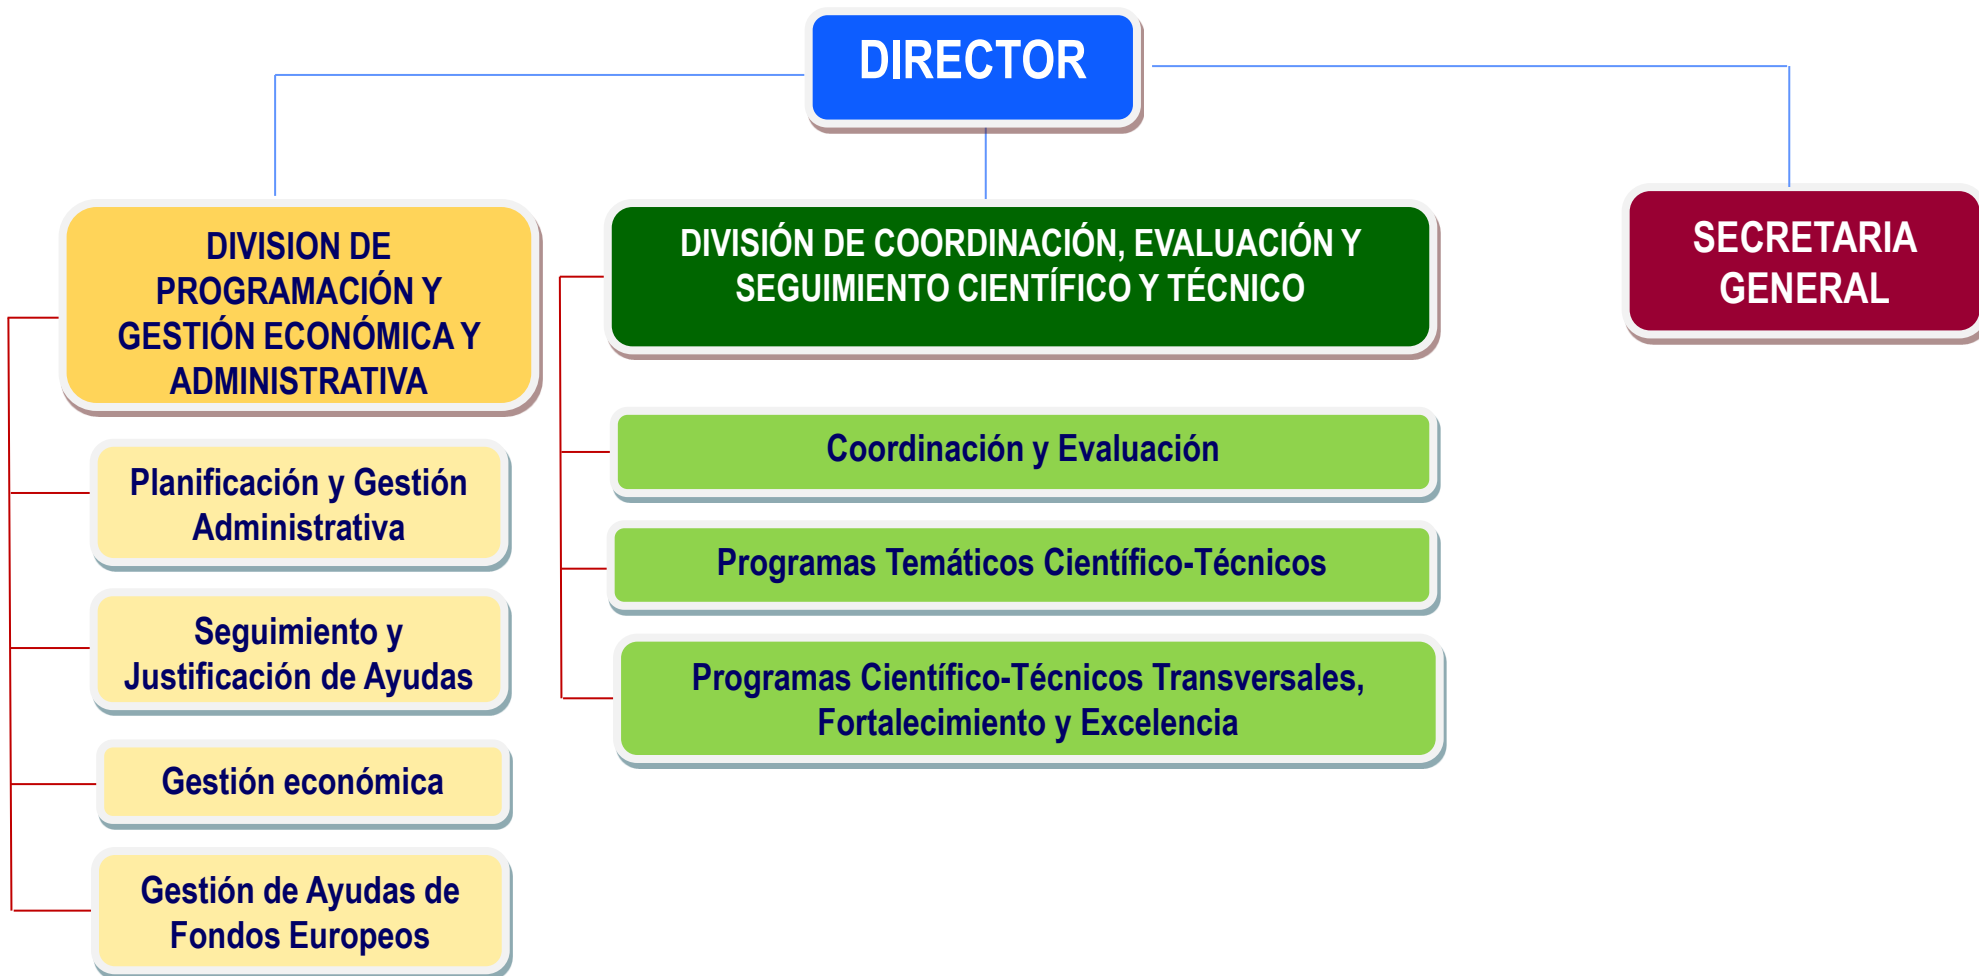 DIRECTOR
DIVISION DE
PROGRAMACIÓN Y
GESTIÓN ECONÓMICA Y
ADMINISTRATIVA
Planificación y Gestión
Administrativa
Seguimiento y
Justificación de Ayudas
Gestión económica
Gestión de Ayudas de
Fondos Europeos
DIVISIÓN DE COORDINACIÓN, EVALUACIÓN Y
SEGUIMIENTO CIENTÍFICO Y TÉCNICO
Coordinación y Evaluación
Programas Temáticos Científico-Técnicos
Programas Científico-Técnicos Transversales,
Fortalecimiento y Excelencia
SECRETARIA
GENERAL